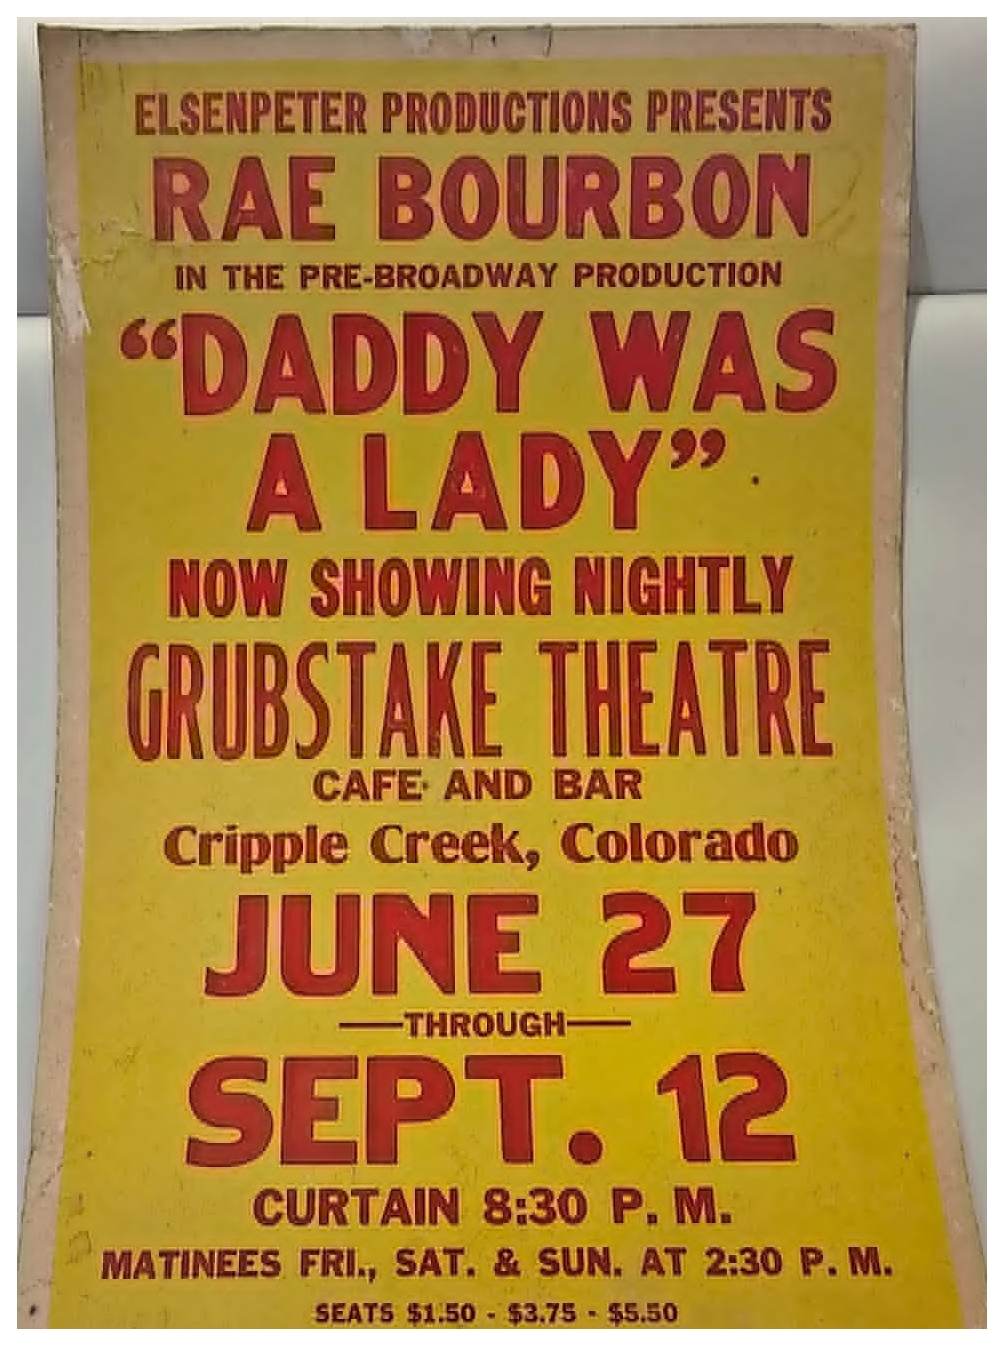 ELSENPETER PRODUCTIONS PRESENTS
RAE BOURBON
IN THE PRE-BROADWAY PRODUCTION
“DADDY WAS
A LADY”
NOW SHOWING NIGHTLY
GRUBSTAKE THEATRE
CAFE AND BAR
Cripple Creek, Colorado
JUNE 27
—THROUGH—
SEPT. 12
CURTAIN 8:30 P. M.
MATINEES FRI., SAT. & SUN. AT 2:30 P. M.
SEATS $1.50 - $3.75 - $5.50